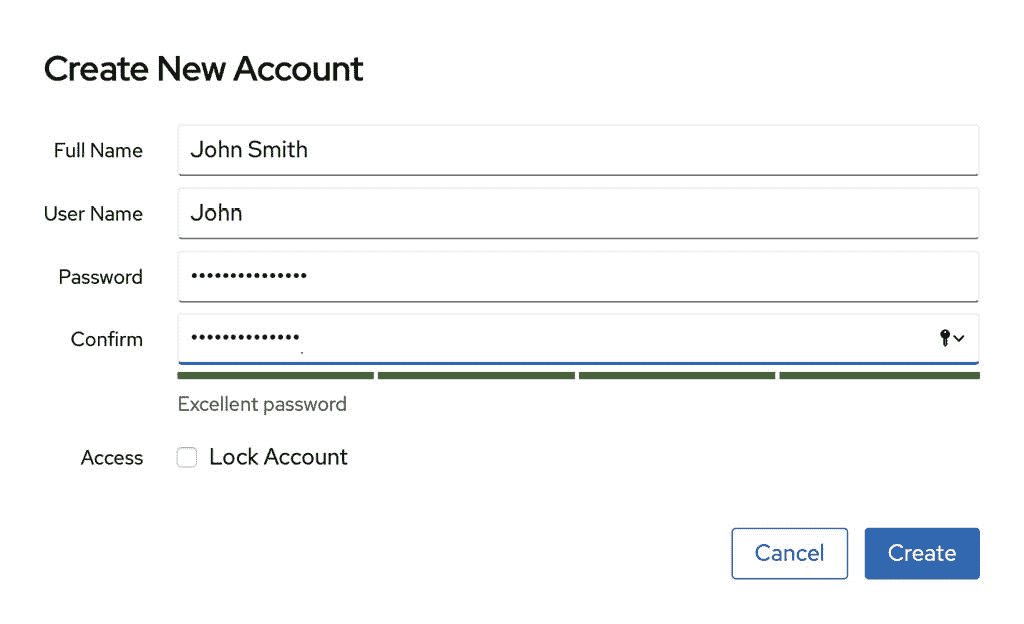 Create New Account
Full Name John Smith
User Name John
Password •••••••••••••••
Confirm ••••••••••••••
Excellent password
Access Lock Account
Cancel Create